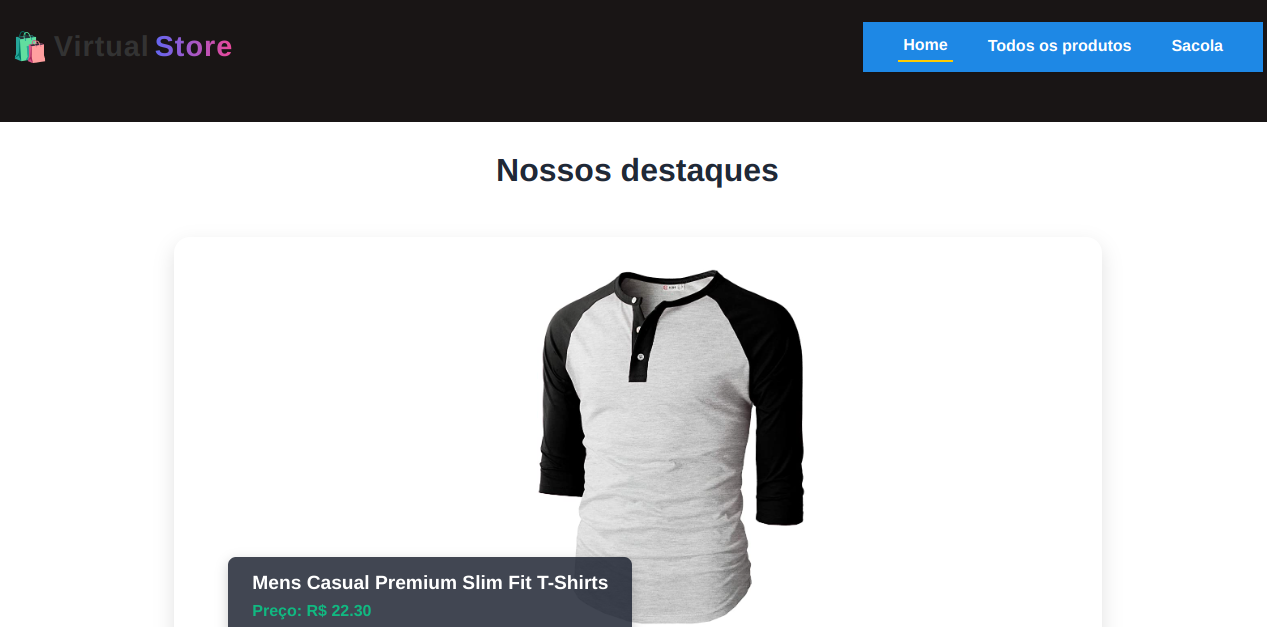 Virtual Store
Home Todos os produtos Sacola
Nossos destaques
Mens Casual Premium Slim Fit T-Shirts
Preço: R$ 22.30